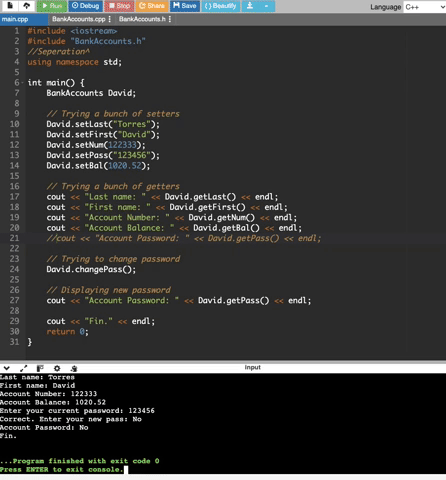 Run Debug Stop Share Save {} Beautify Language C++
main.cpp BankAccounts.cpp BankAccounts.h
1 #include <iostream>
2 #include "BankAccounts.h"
3 //Seperation^
4 using namespace std;
5
6 int main() {
7 BankAccounts David;
8
9 // Trying a bunch of setters
10 David.setLast("Torres");
11 David.setFirst("David");
12 David.setNum(122333);
13 David.setPass("123456");
14 David.setBal(1020.52);
15
16 // Trying a bunch of getters
17 cout << "Last name: " << David.getLast() << endl;
18 cout << "First name: " << David.getFirst() << endl;
19 cout << "Account Number: " << David.getNum() << endl;
20 cout << "Account Balance: " << David.getBal() << endl;
21 //cout << "Account Password: " << David.getPass() << endl;
22
23 // Trying to change password
24 David.changePass();
25
26 // Displaying new password
27 cout << "Account Password: " << David.getPass() << endl;
28
29 cout << "Fin." << endl;
30 return 0;
31 }
input
Last name: Torres
First name: David
Account Number: 122333
Account Balance: 1020.52
Enter your current password: 123456
Correct. Enter your new pass: No
Account Password: No
Fin.
...Program finished with exit code 0
Press ENTER to exit console.